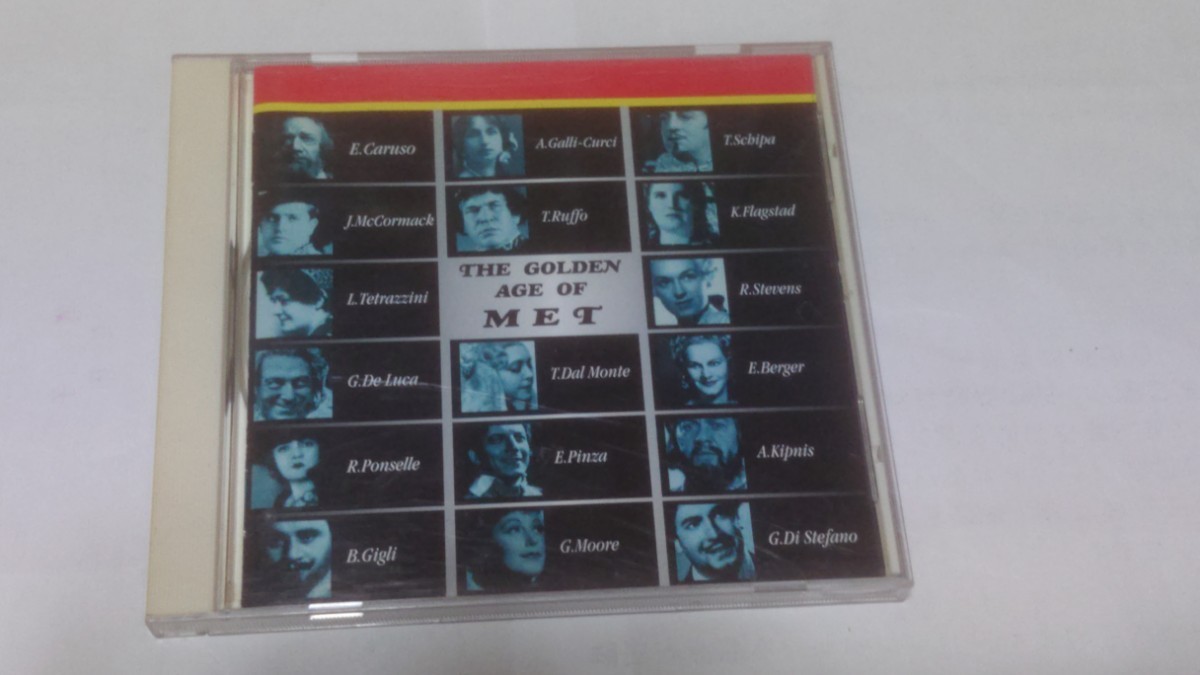 E.Caruso
A.Galli-Curci
T.Schipa
J.McCormack
T.Ruffo
K.Flagstad
L.Tetrazzini
THE GOLDEN
AGE OF
MET
R.Stevens
G.De Luca
T.Dal Monte
E.Berger
R.Ponselle
E.Pinza
A.Kipnis
B.Gigli
G.Moore
G.Di Stefano